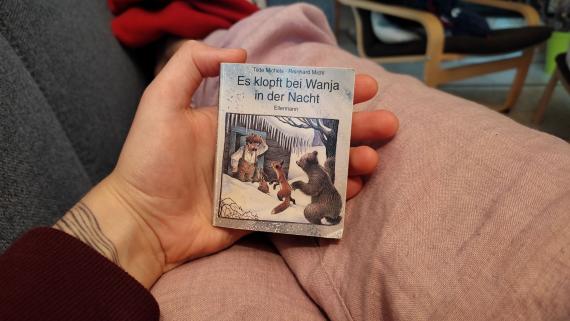 Tilde Michels · Reinhard Michl
Es klopft bei Wanja
in der Nacht
Ellermann